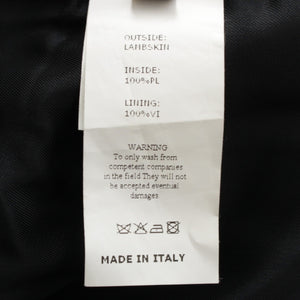 OUTSIDE:
LAMBSKIN
INSIDE:
100%PL
LINING:
100%VI
WARNING
To only wash from
competent companies
in the field They will not
be accepted eventual
damages
MADE IN ITALY